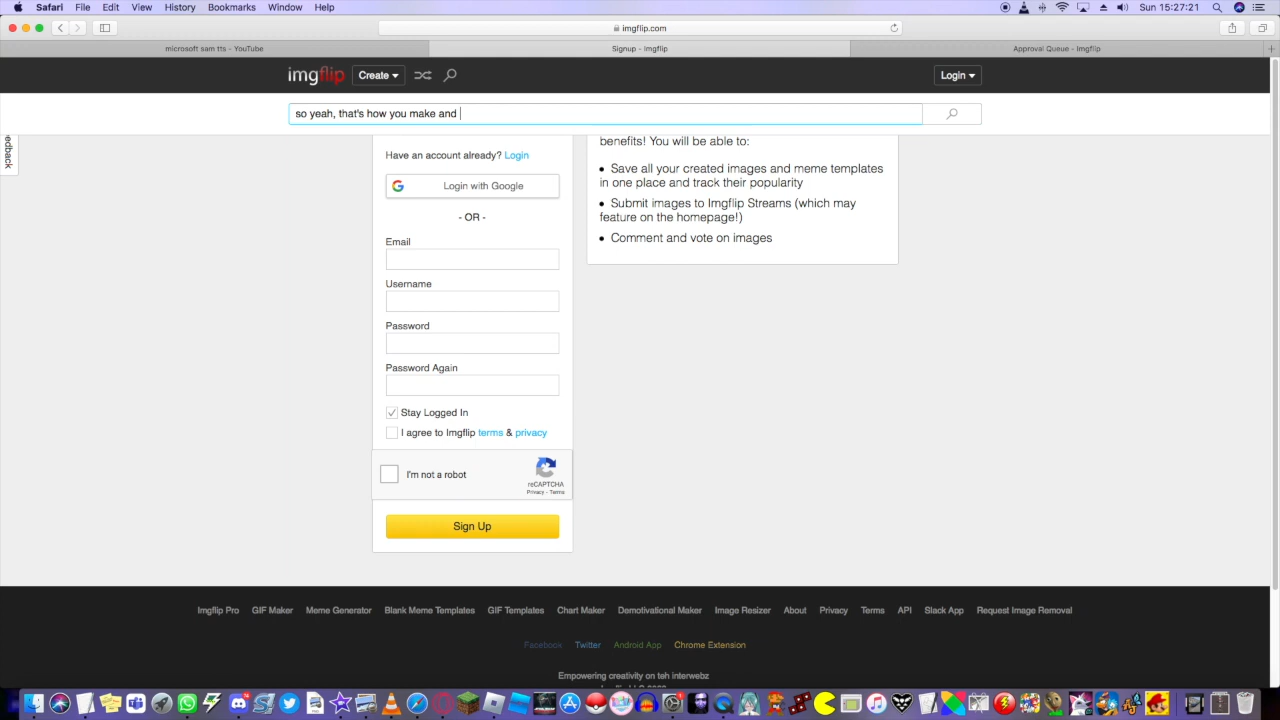 Safari File Edit View History Bookmarks Window Help Sun 15:27:21
imgflip.com
microsoft sam tts - YouTube
Signup - Imgflip
Approval Queue - Imgflip
imgflip Create Login
so yeah, that's how you make and
edback
benefits! You will be able to:
Have an account already? Login
• Save all your created images and meme templates
in one place and track their popularity
Login with Google
• Submit images to Imgflip Streams (which may
feature on the homepage!)
- OR -
• Comment and vote on images
Email
Username
Password
Password Again
Stay Logged In
I agree to Imgflip terms & privacy
I'm not a robot
reCAPTCHA
Privacy - Terms
Sign Up
Imgflip Pro GIF Maker Meme Generator Blank Meme Templates GIF Templates Chart Maker Demotivational Maker Image Resizer About Privacy Terms API Slack App Request Image Removal
Facebook Twitter Android App Chrome Extension
Empowering creativity on teh interwebz